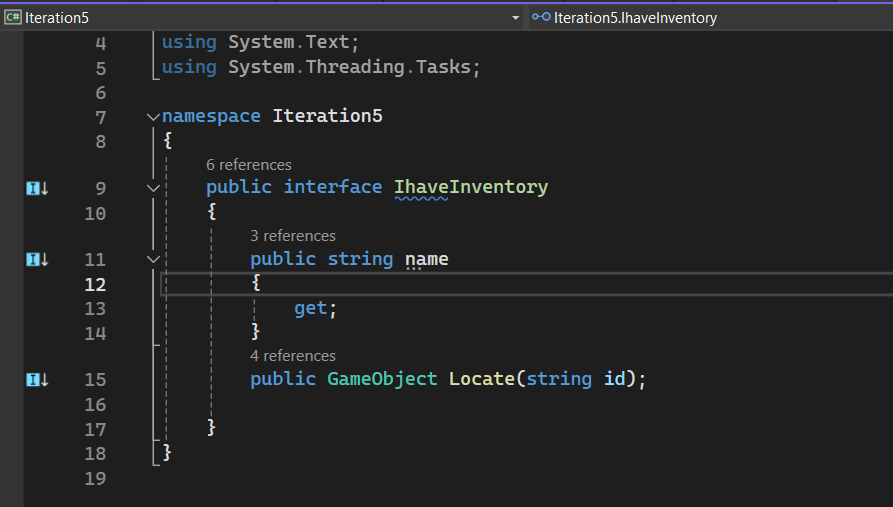 C# Iteration5 Iteration5.IhaveInventory
4 using System.Text;
5 using System.Threading.Tasks;
6
7 namespace Iteration5
8 {
6 references
9 public interface IhaveInventory
10 {
3 references
11 public string name
12 {
13 get;
14 }
4 references
15 public GameObject Locate(string id);
16
17 }
18 }
19